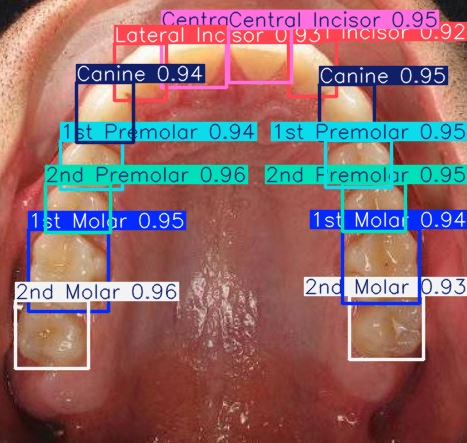 Centra Central Incisor 0.95
Lateral Incisor 0.93 l Incisor 0.92
Canine 0.94 Canine 0.95
1st Premolar 0.94 1st Premolar 0.95
2nd Premolar 0.96 2nd Premolar 0.95
1st Molar 0.95 1st Molar 0.94
2nd Molar 0.96 2nd Molar 0.93